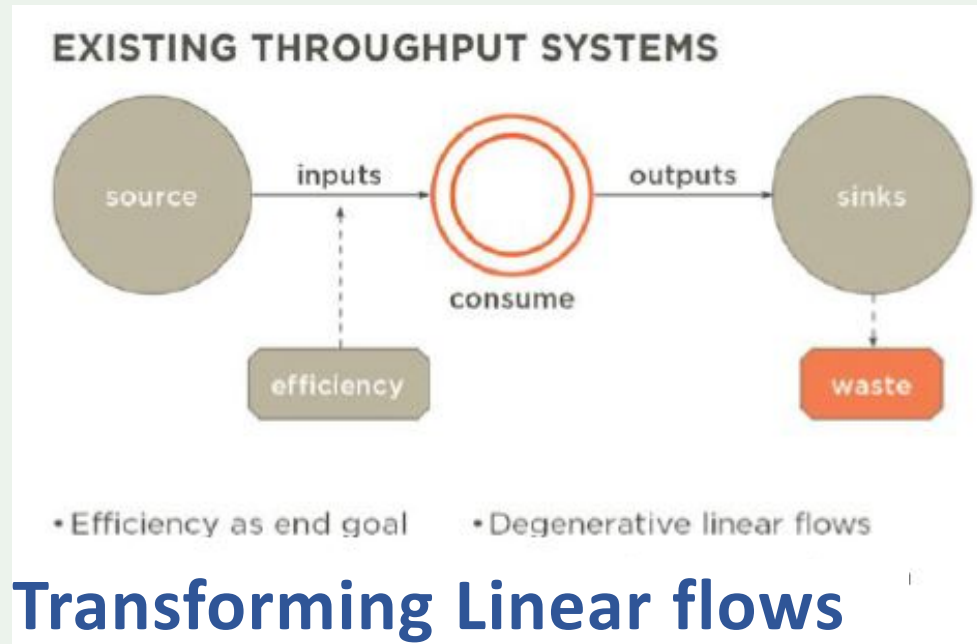 EXISTING THROUGHPUT SYSTEMS
source
inputs
consume
outputs
sinks
efficiency
waste
• Efficiency as end goal
• Degenerative linear flows
Transforming Linear flows